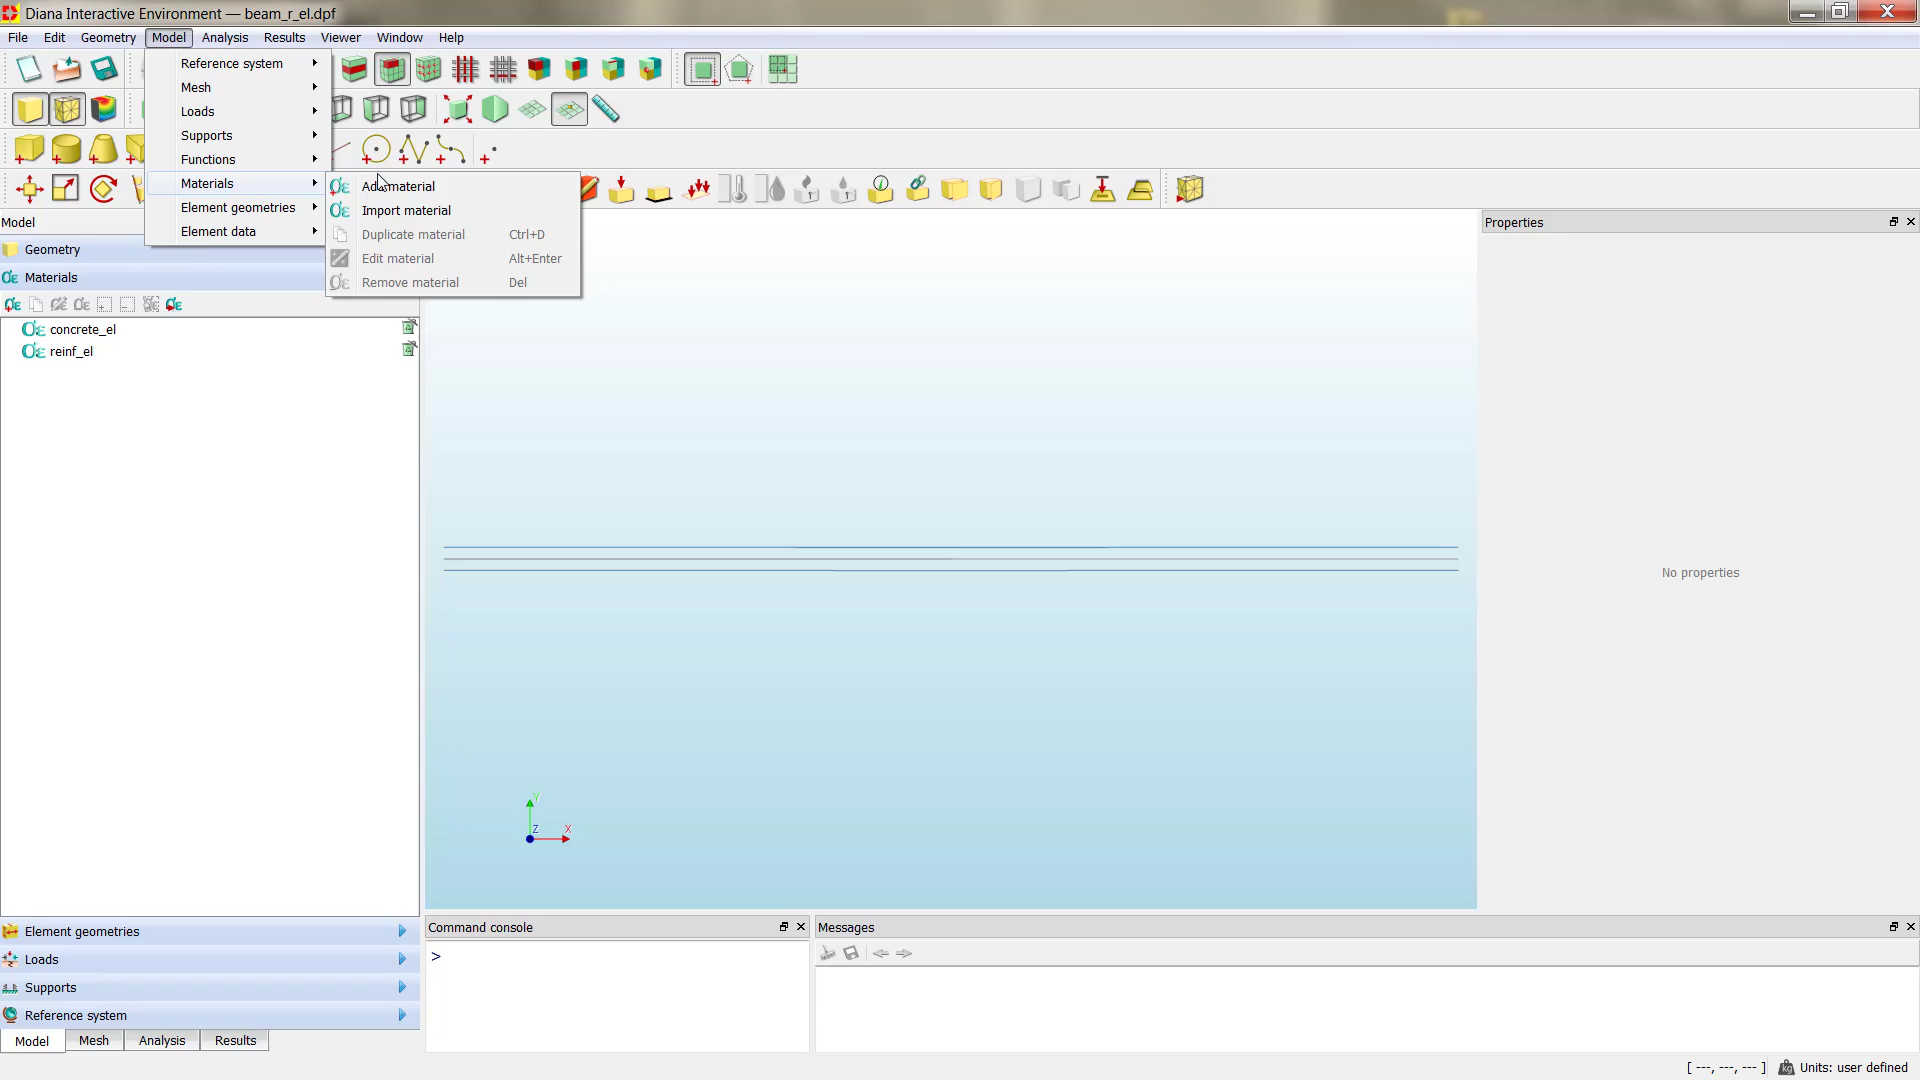 Diana Interactive Environment — beam_r_el.dpf
File Edit Geometry Model Analysis Results Viewer Window Help
Reference system
Mesh
Loads
Supports
Functions
Materials
Element geometries
Element data
Add material
Import material
Duplicate material Ctrl+D
Edit material Alt+Enter
Remove material Del
Model
Geometry
Materials
concrete_el
reinf_el
Element geometries
Loads
Supports
Reference system
Model Mesh Analysis Results
Y
Z X
Properties
No properties
Command console
>
Messages
[ ---, ---, --- ] kg Units: user defined